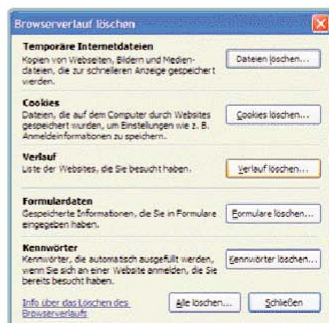 Browserverlauf löschen
Temporäre Internetdateien
Kopien von Webseiten, Bildern und Medien-
dateien, die zur schnelleren Anzeige gespeichert
werden.
Dateien löschen...
Cookies
Dateien, die auf dem Computer durch Websites
gespeichert wurden, um Einstellungen wie z. B.
Anmeldeinformationen zu speichern.
Cookies löschen...
Verlauf
Liste der Websites, die Sie besucht haben.
Verlauf löschen...
Formulardaten
Gespeicherte Informationen, die Sie in Formulare
eingegeben haben.
Formulare löschen...
Kennwörter
Kennwörter, die automatisch ausgefüllt werden,
wenn Sie sich an einer Website anmelden, die Sie
bereits besucht haben.
Kennwörter löschen...
Info über das Löschen des
Browserverlaufs
Alle löschen...
Schließen